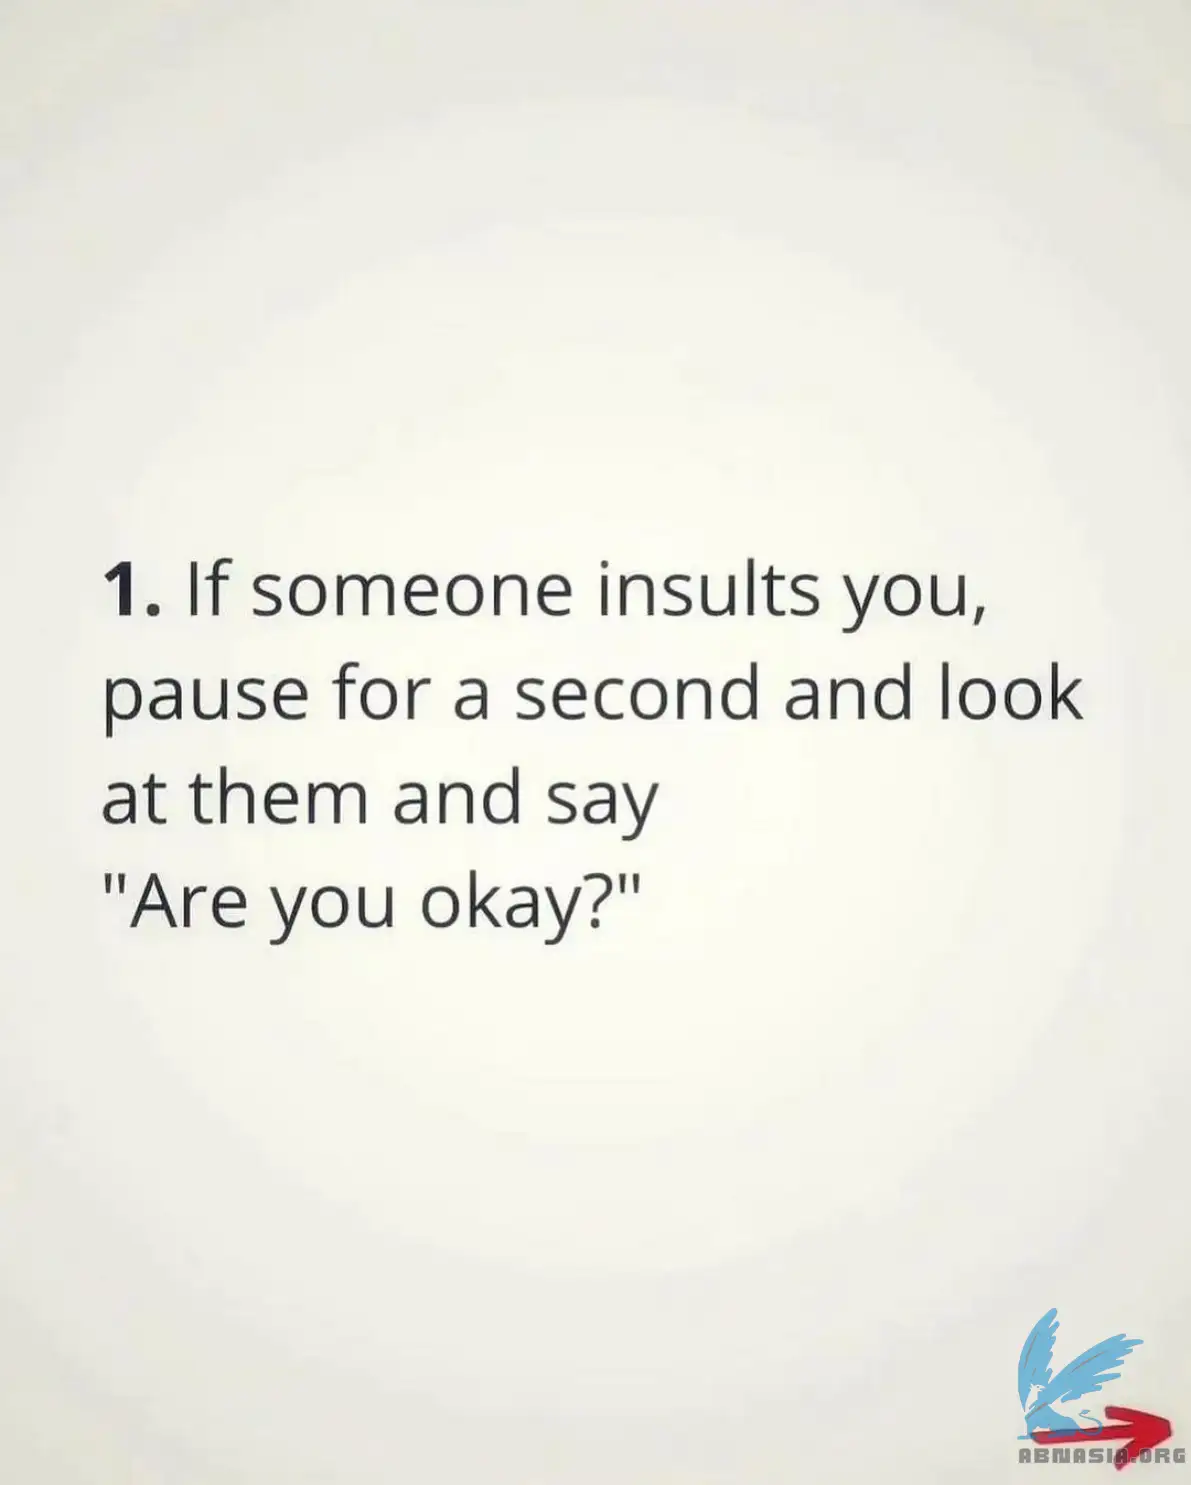 1. If someone insults you,
pause for a second and look
at them and say
"Are you okay?"
ABNASIA.ORG